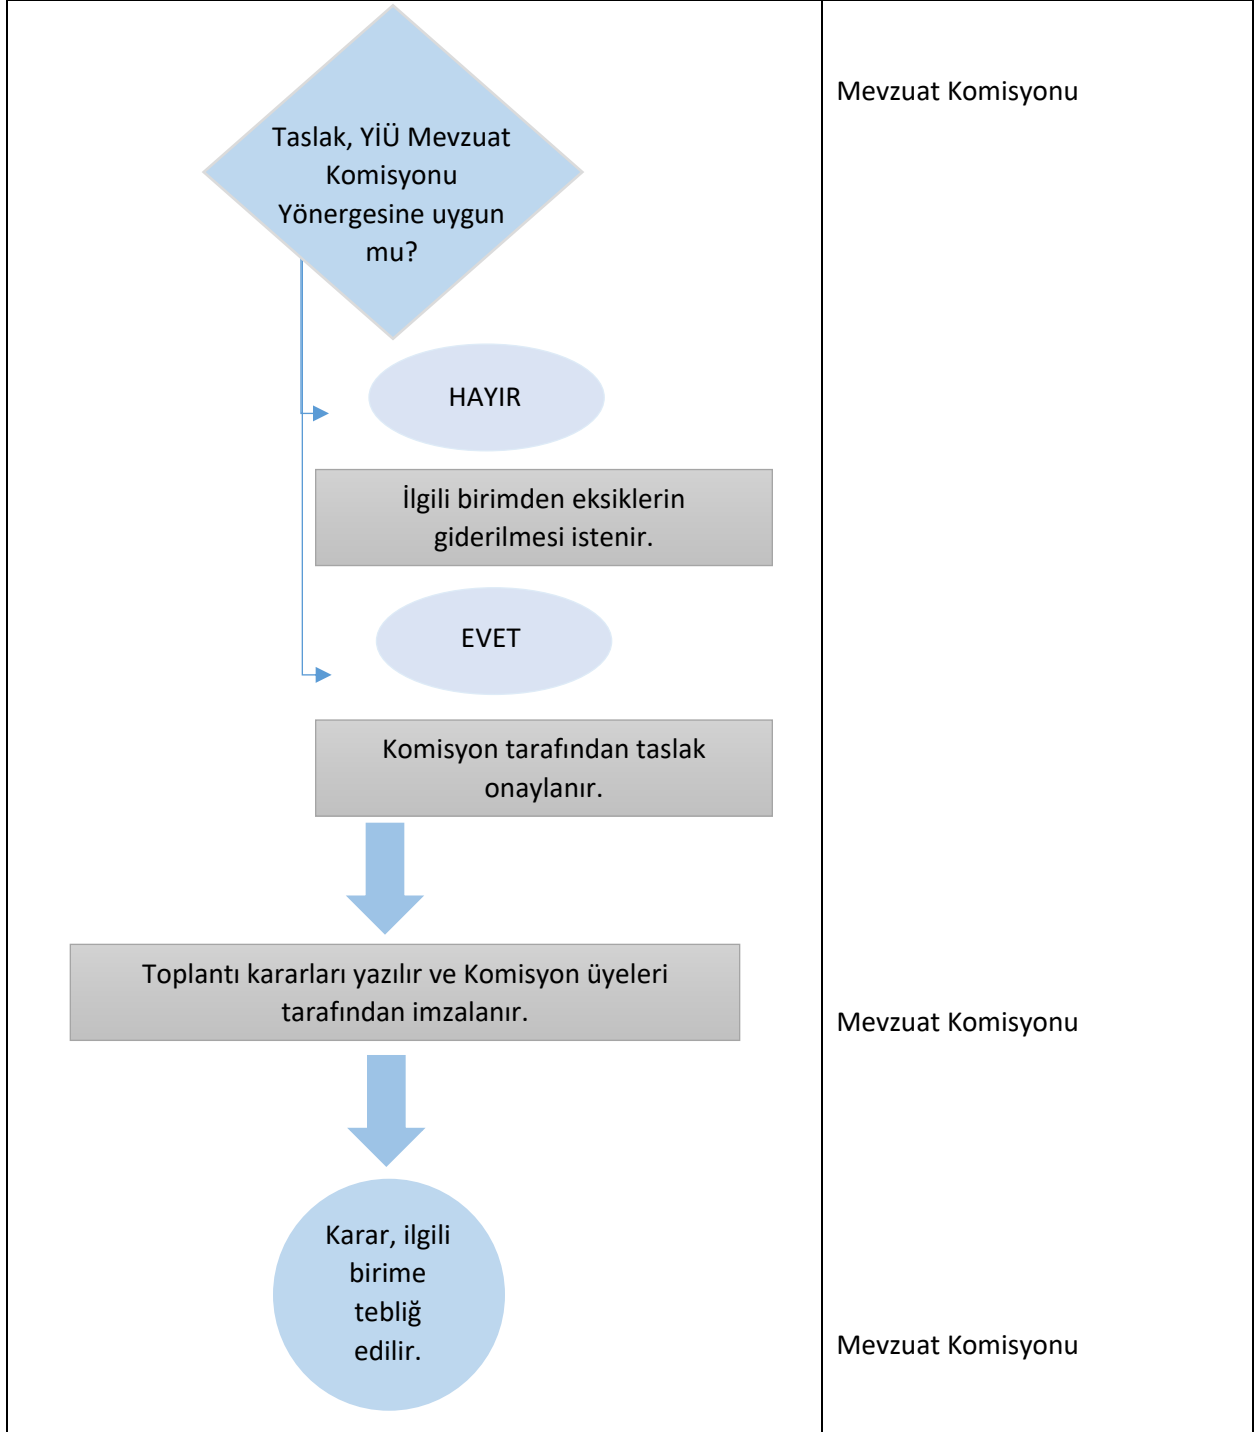 Mevzuat Komisyonu
Taslak, YİÜ Mevzuat
Komisyonu
Yönergesine uygun
mu?
HAYIR
İlgili birimden eksiklerin
giderilmesi istenir.
EVET
Komisyon tarafından taslak
onaylanır.
Toplantı kararları yazılır ve Komisyon üyeleri
tarafından imzalanır.
Mevzuat Komisyonu
Karar, ilgili
birime
tebliğ
edilir.
Mevzuat Komisyonu